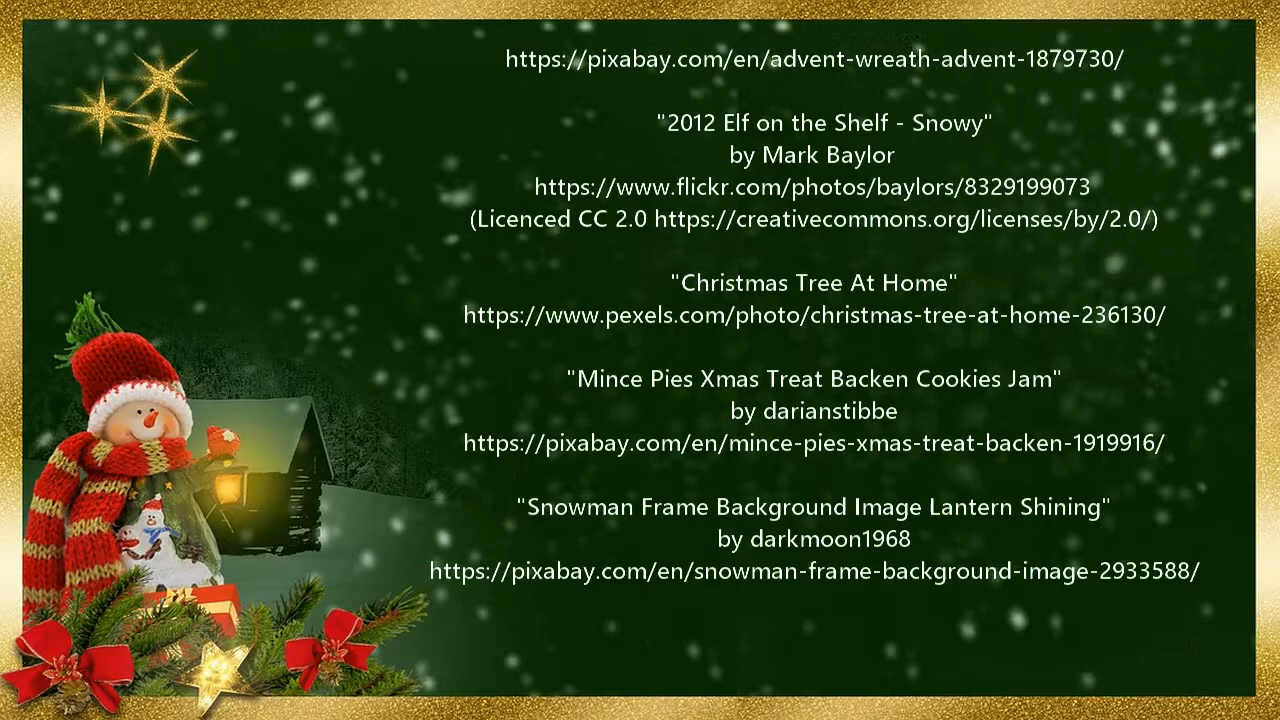 https://pixabay.com/en/advent-wreath-advent-1879730/
"2012 Elf on the Shelf - Snowy"
by Mark Baylor
https://www.flickr.com/photos/baylors/8329199073
(Licenced CC 2.0 https://creativecommons.org/licenses/by/2.0/)
"Christmas Tree At Home"
https://www.pexels.com/photo/christmas-tree-at-home-236130/
"Mince Pies Xmas Treat Backen Cookies Jam"
by darianstibbe
https://pixabay.com/en/mince-pies-xmas-treat-backen-1919916/
"Snowman Frame Background Image Lantern Shining"
by darkmoon1968
https://pixabay.com/en/snowman-frame-background-image-2933588/